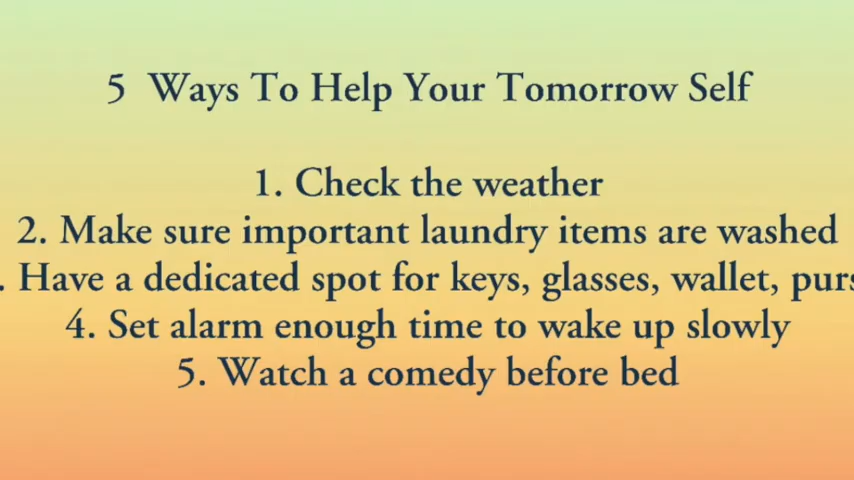 5 Ways To Help Your Tomorrow Self
1. Check the weather
2. Make sure important laundry items are washed
. Have a dedicated spot for keys, glasses, wallet,
4. Set alarm enough time to wake up slowly
5. Watch a comedy before bed